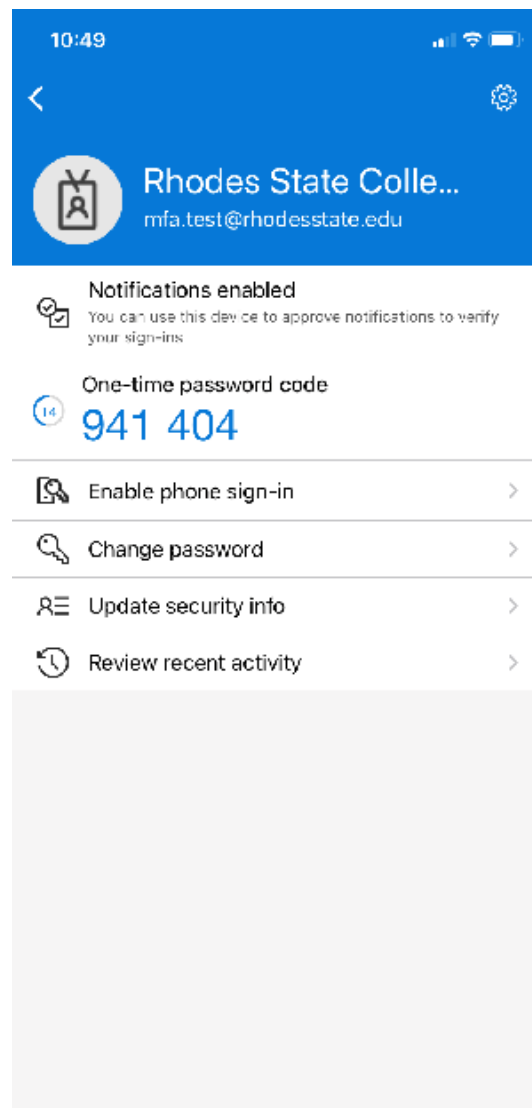 10:49
Rhodes State Colle...
mfa.test@rhodesstate.edu
Notifications enabled
You can use this device to approve notifications to verify
your sign-ins
One-time password code
14
941 404
Enable phone sign-in
Change password
Update security info
Review recent activity